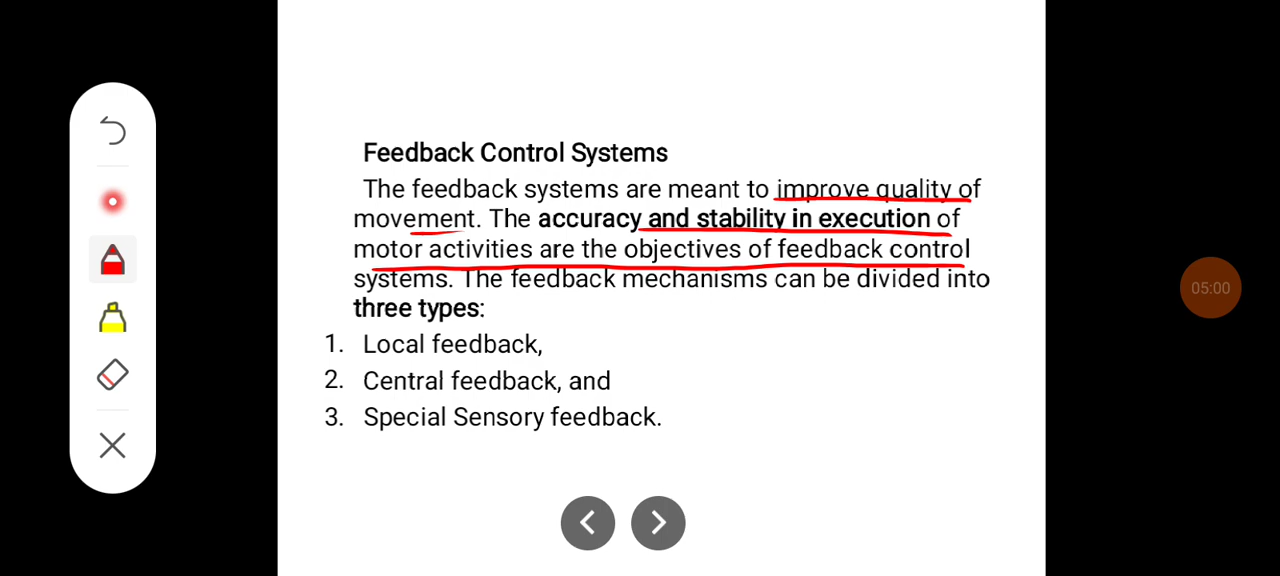 Feedback Control Systems
The feedback systems are meant to improve quality of
movement. The accuracy and stability in execution of
motor activities are the objectives of feedback control
systems. The feedback mechanisms can be divided into
three types:
1. Local feedback,
2. Central feedback, and
3. Special Sensory feedback.
05:00